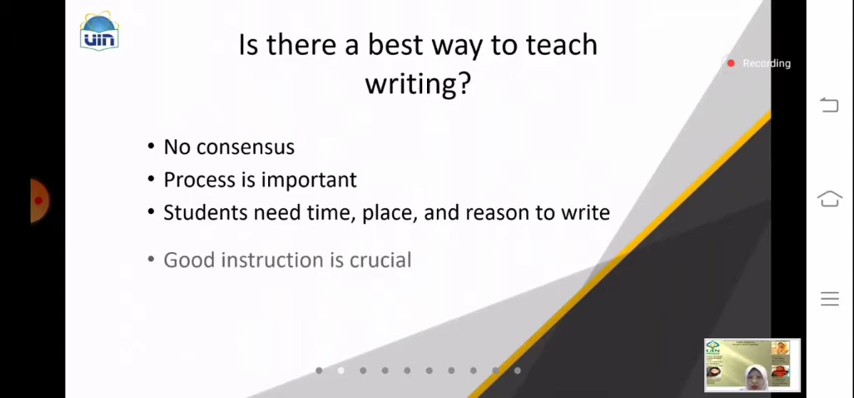 uin
Is there a best way to teach
writing?
Recording
• No consensus
• Process is important
• Students need time, place, and reason to write
• Good instruction is crucial